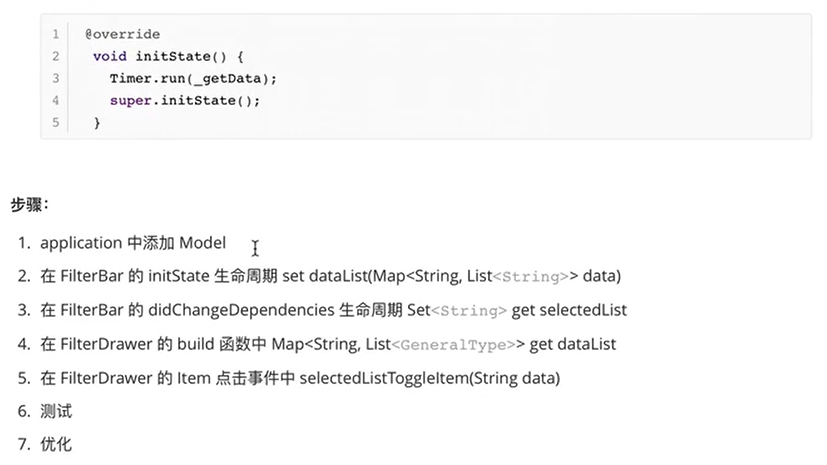 1 @override
2 void initState() {
3 Timer.run(_getData);
4 super.initState();
5 }
步骤：
1. application 中添加 Model
2. 在 FilterBar 的 initState 生命周期 set dataList(Map<String, List<String>> data)
3. 在 FilterBar 的 didChangeDependencies 生命周期 Set<String> get selectedList
4. 在 FilterDrawer 的 build 函数中 Map<String, List<GeneralType>> get dataList
5. 在 FilterDrawer 的 Item 点击事件中 selectedListToggleItem(String data)
6. 测试
7. 优化